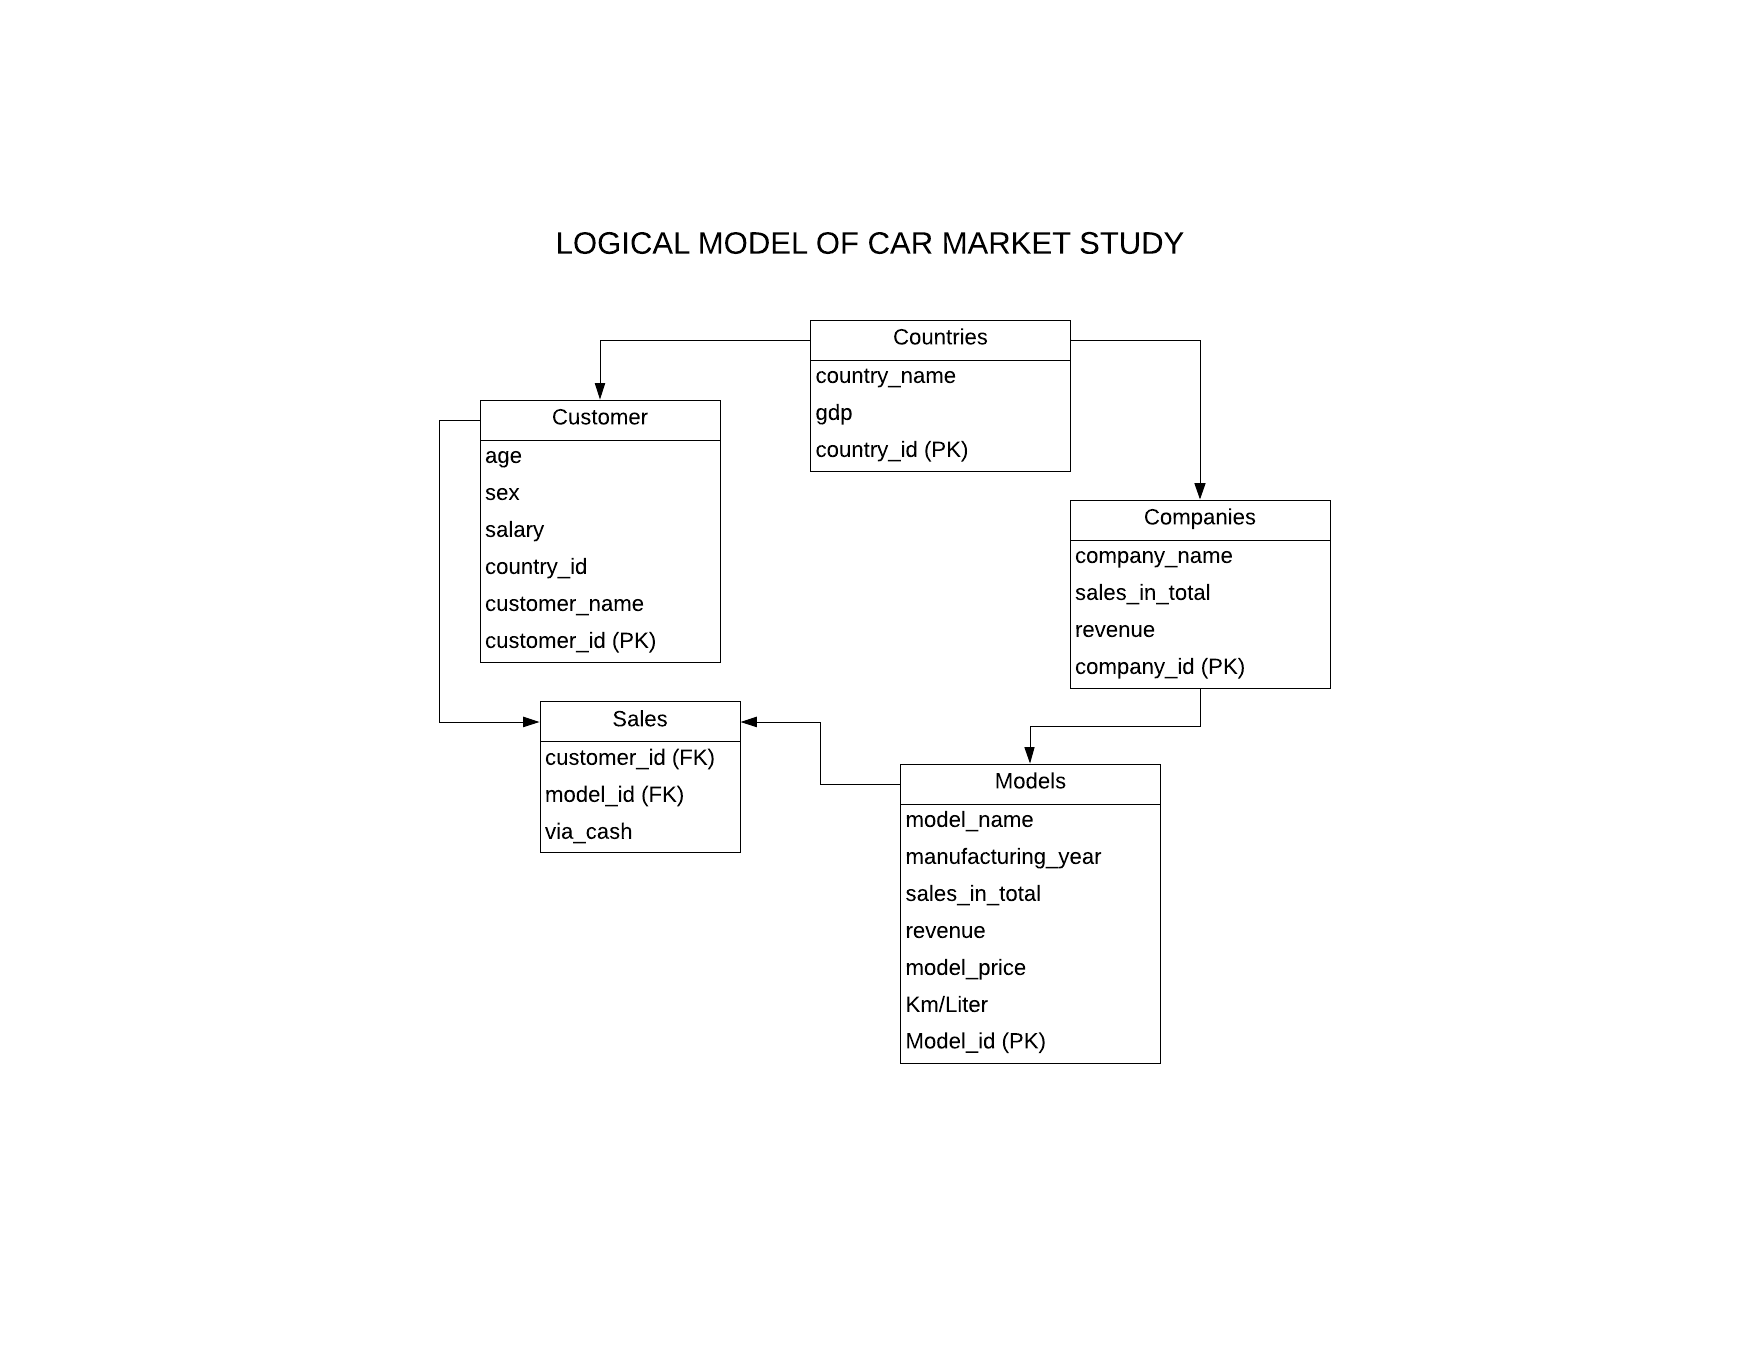 LOGICAL MODEL OF CAR MARKET STUDY
Countries
country_name
gdp
country_id (PK)
Customer
age
sex
salary
country_id
customer_name
customer_id (PK)
Companies
company_name
sales_in_total
revenue
company_id (PK)
Sales
customer_id (FK)
model_id (FK)
via_cash
Models
model_name
manufacturing_year
sales_in_total
revenue
model_price
Km/Liter
Model_id (PK)